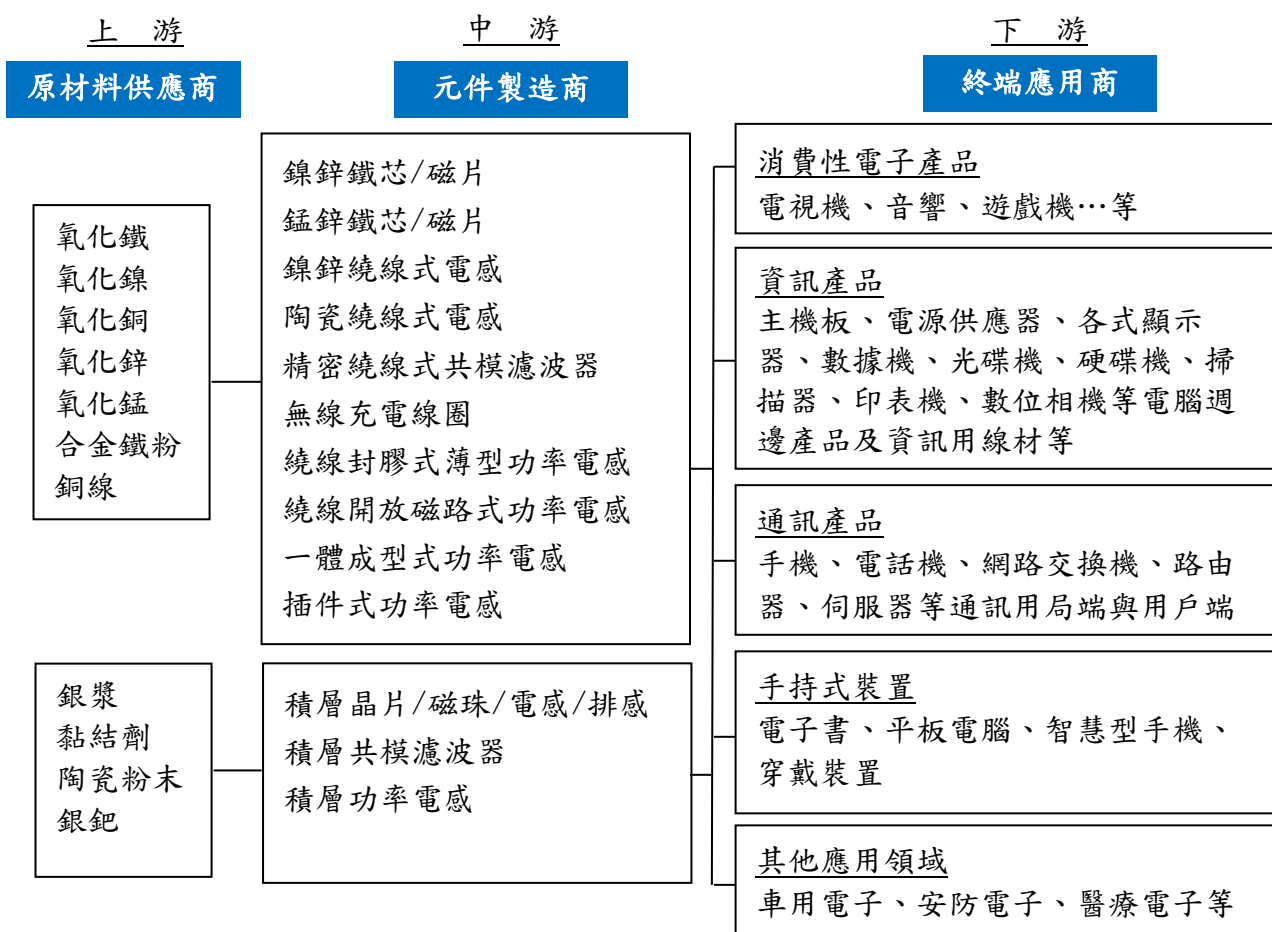 上　游
原材料供應商
氧化鐵
氧化鎳
氧化銅
氧化鋅
氧化錳
合金鐵粉
銅線
銀漿
黏結劑
陶瓷粉末
銀鈀
中　游
元件製造商
鎳鋅鐵芯/磁片
錳鋅鐵芯/磁片
鎳鋅繞線式電感
陶瓷繞線式電感
精密繞線式共模濾波器
無線充電線圈
繞線封膠式薄型功率電感
繞線開放磁路式功率電感
一體成型式功率電感
插件式功率電感
積層晶片/磁珠/電感/排感
積層共模濾波器
積層功率電感
下　游
終端應用商
消費性電子產品
電視機、音響、遊戲機…等
資訊產品
主機板、電源供應器、各式顯示
器、數據機、光碟機、硬碟機、掃
描器、印表機、數位相機等電腦週
邊產品及資訊用線材等
通訊產品
手機、電話機、網路交換機、路由
器、伺服器等通訊用局端與用戶端
手持式裝置
電子書、平板電腦、智慧型手機、
穿戴裝置
其他應用領域
車用電子、安防電子、醫療電子等